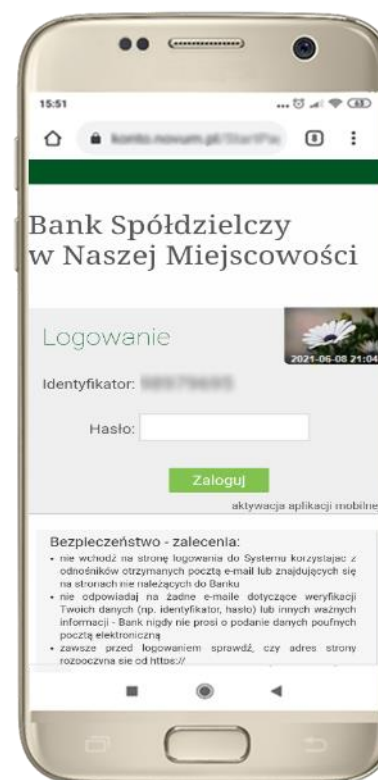 15:51
8
63
Bank Spółdzielczy
w Naszej Miejscowości
Logowanie
2021-06-08 21:04
Identyfikator:
Hasło:
Zaloguj
aktywacja aplikacji mobilne
Bezpieczeństwo - zalecenia:
• nie wchodź na stronę logowania do Systemu korzystając z
odnośników otrzymanych pocztą e-mail lub znajdujących się
na stronach nie należących do Banku
• nie odpowiadaj na żadne e-maile dotyczące weryfikacji
Twoich danych (np. identyfikator, hasło) lub innych ważnych
informacji - Bank nigdy nie prosi o podanie danych poufnych
pocztą elektroniczną
• zawsze przed logowaniem sprawdź, czy adres strony
rozpoczyna się od https://